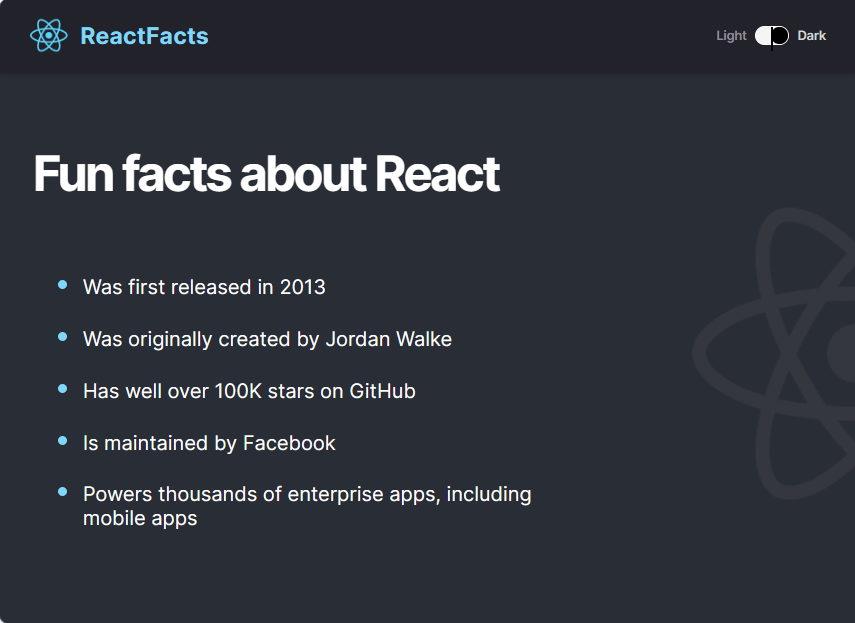 ReactFacts
Light
Dark
Fun facts about React
Was first released in 2013
Was originally created by Jordan Walke
Has well over 100K stars on GitHub
Is maintained by Facebook
Powers thousands of enterprise apps, including
mobile apps